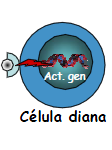 Act. gen
Célula diana